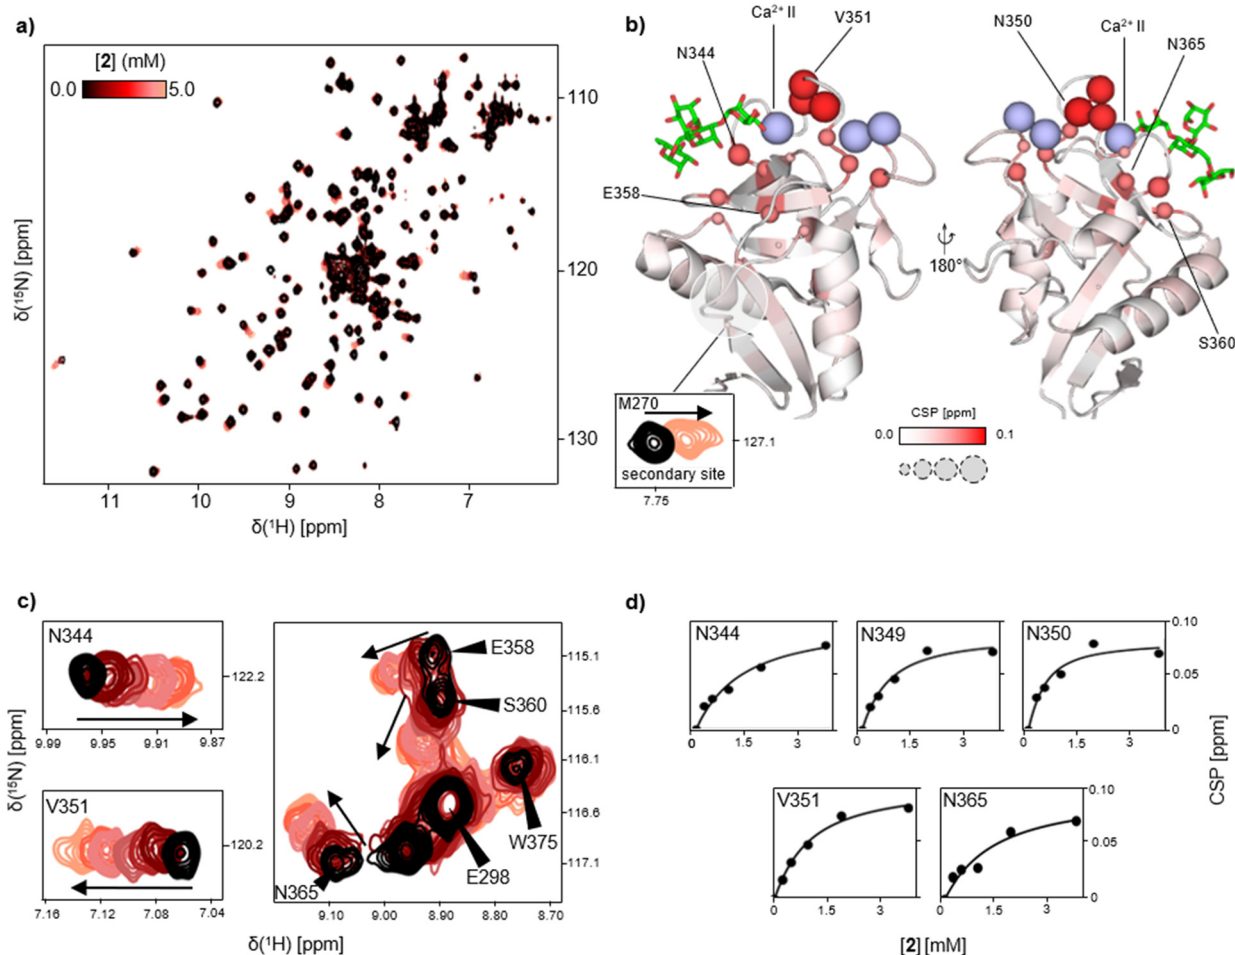 a)
[2] (mM)
0.0
5.0
110
120
130
δ(¹⁵N) [ppm]
11
10
9
8
7
δ(¹H) [ppm]
b)
Ca²⁺ II
V351
N344
E358
N350
Ca²⁺ II
N365
180°
S360
M270
127.1
secondary site
7.75
CSP [ppm]
0.0
0.1
c)
N344
122.2
9.99
9.95
9.91
9.87
V351
120.2
7.16
7.12
7.08
7.04
δ(¹⁵N) [ppm]
E358
S360
W375
E298
N365
115.1
115.6
116.1
116.6
117.1
9.10
9.00
8.90
8.80
8.70
δ(¹H) [ppm]
d)
N344
N349
N350
0.10
0.05
0
0
1.5
3
0
1.5
3
0
1.5
3
V351
N365
0.10
0.05
0
0
1.5
3
0
1.5
3
CSP [ppm]
[2] [mM]